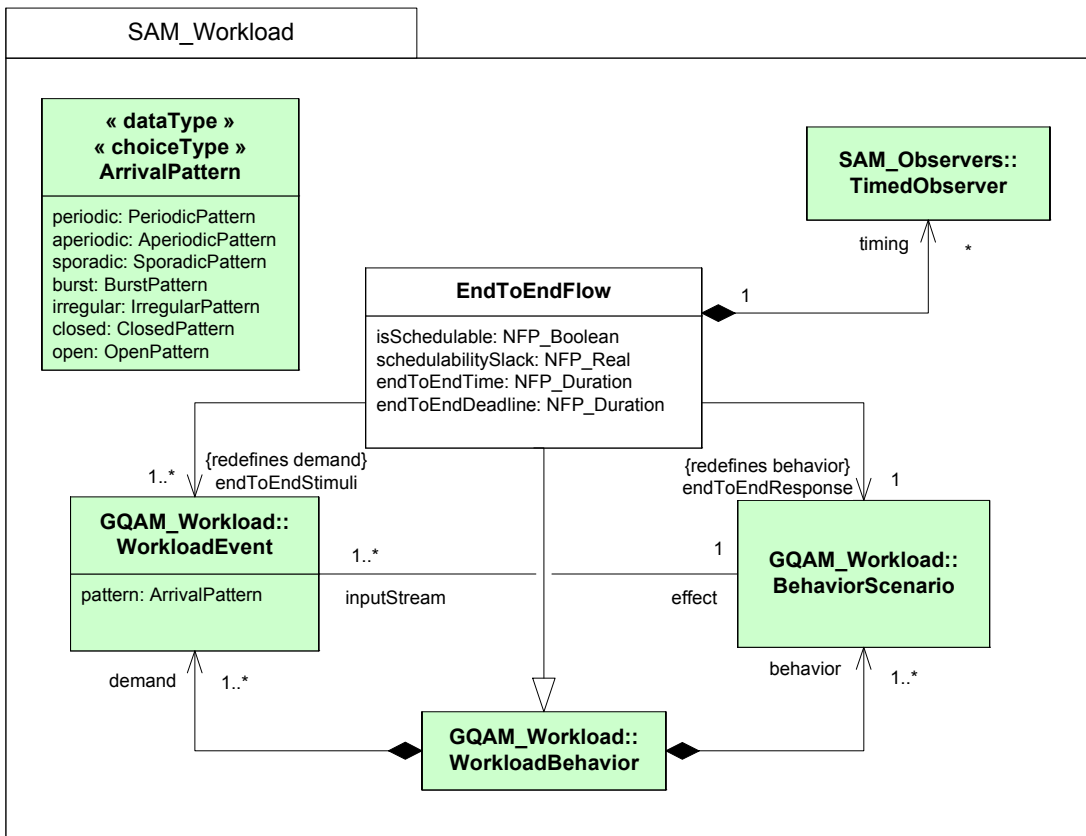 SAM_Workload
« dataType »
« choiceType »
ArrivalPattern
periodic: PeriodicPattern
aperiodic: AperiodicPattern
sporadic: SporadicPattern
burst: BurstPattern
irregular: IrregularPattern
closed: ClosedPattern
open: OpenPattern
SAM_Observers::
TimedObserver
timing
*
1
EndToEndFlow
isSchedulable: NFP_Boolean
schedulabilitySlack: NFP_Real
endToEndTime: NFP_Duration
endToEndDeadline: NFP_Duration
1..*
{redefines demand}
endToEndStimuli
{redefines behavior}
endToEndResponse
1
GQAM_Workload::
WorkloadEvent
pattern: ArrivalPattern
1..*
inputStream
1
effect
GQAM_Workload::
BehaviorScenario
demand
1..*
behavior
1..*
GQAM_Workload::
WorkloadBehavior